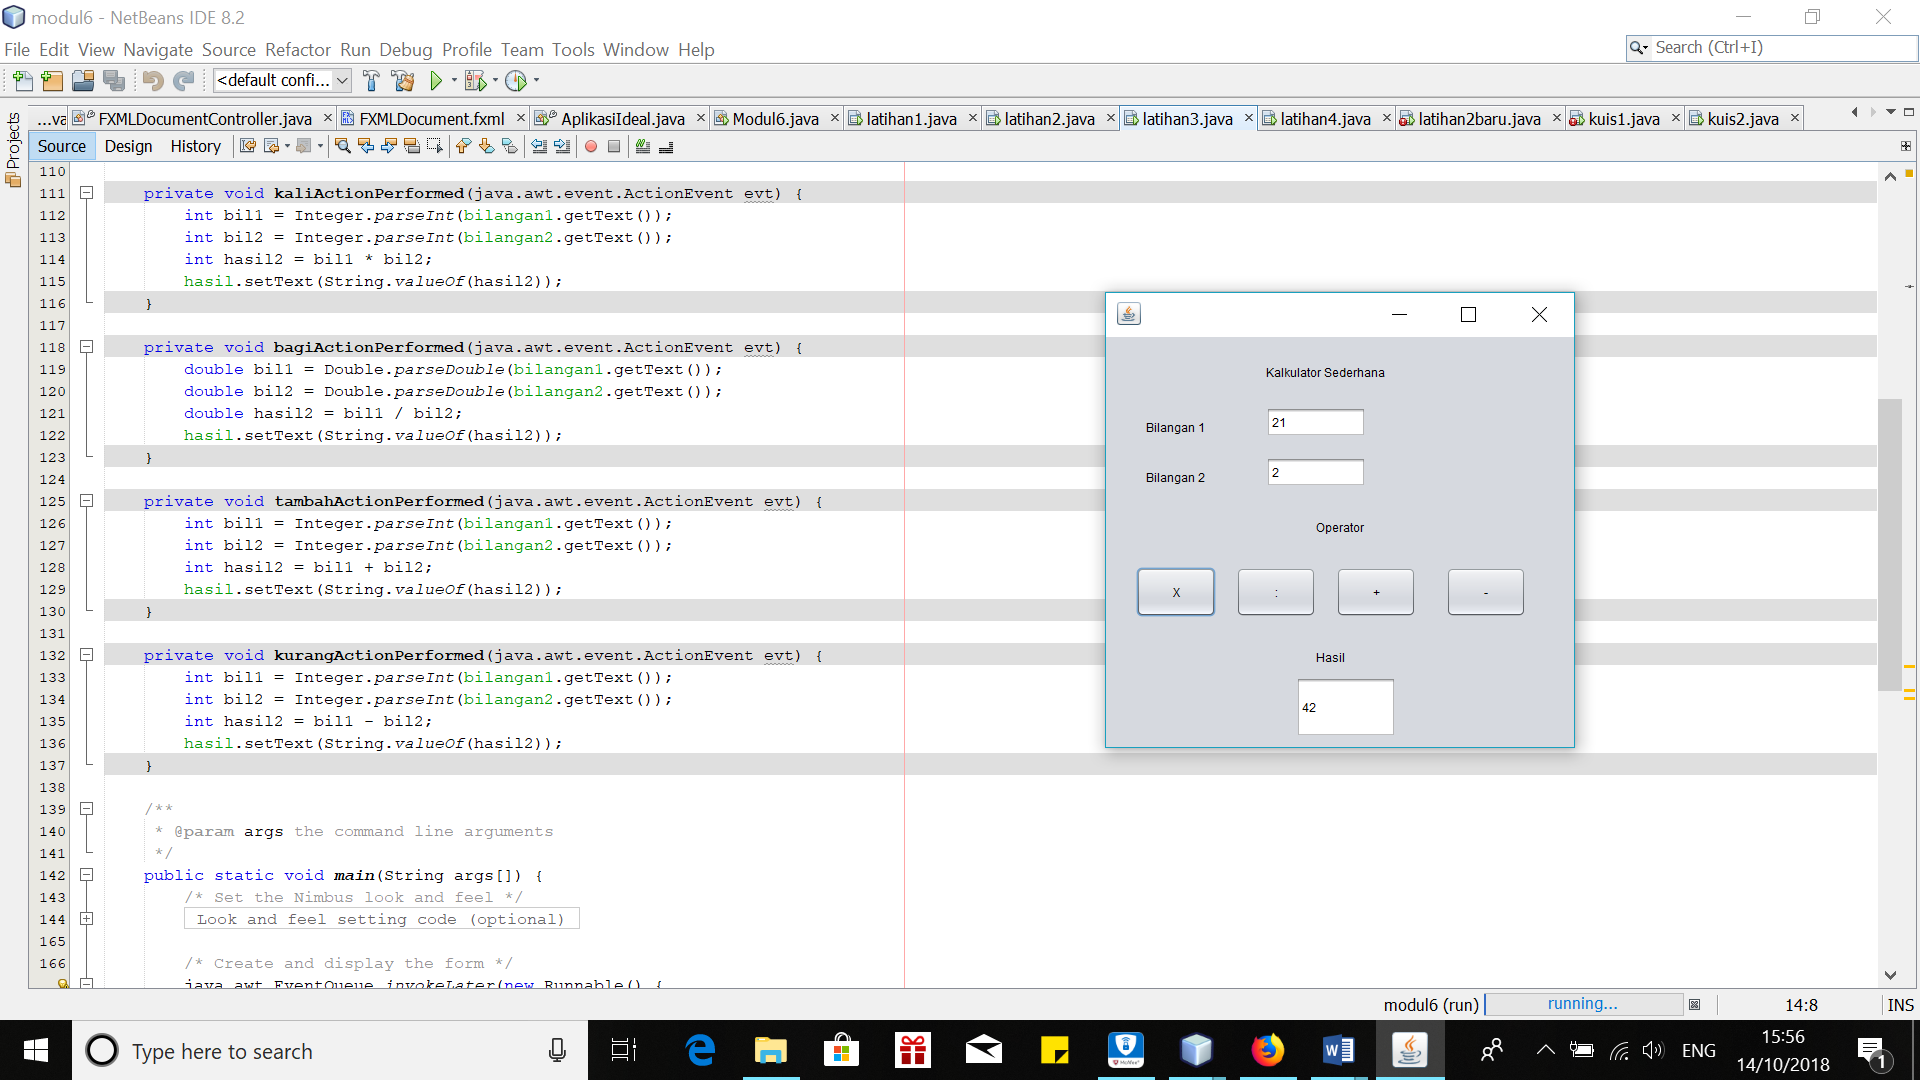 modul6 - NetBeans IDE 8.2
File Edit View Navigate Source Refactor Run Debug Profile Team Tools Window Help
Search (Ctrl+I)
<default confi...
Projects
...va FXMLDocumentController.java FXMLDocument.fxml AplikasiIdeal.java Modul6.java latihan1.java latihan2.java latihan3.java latihan4.java latihan2baru.java kuis1.java kuis2.java
Source Design History
110
111 private void kaliActionPerformed(java.awt.event.ActionEvent evt) {
112 int bil1 = Integer.parseInt(bilangan1.getText());
113 int bil2 = Integer.parseInt(bilangan2.getText());
114 int hasil2 = bil1 * bil2;
115 hasil.setText(String.valueOf(hasil2));
116 }
117
118 private void bagiActionPerformed(java.awt.event.ActionEvent evt) {
119 double bil1 = Double.parseDouble(bilangan1.getText());
120 double bil2 = Double.parseDouble(bilangan2.getText());
121 double hasil2 = bil1 / bil2;
122 hasil.setText(String.valueOf(hasil2));
123 }
124
125 private void tambahActionPerformed(java.awt.event.ActionEvent evt) {
126 int bil1 = Integer.parseInt(bilangan1.getText());
127 int bil2 = Integer.parseInt(bilangan2.getText());
128 int hasil2 = bil1 + bil2;
129 hasil.setText(String.valueOf(hasil2));
130 }
131
132 private void kurangActionPerformed(java.awt.event.ActionEvent evt) {
133 int bil1 = Integer.parseInt(bilangan1.getText());
134 int bil2 = Integer.parseInt(bilangan2.getText());
135 int hasil2 = bil1 - bil2;
136 hasil.setText(String.valueOf(hasil2));
137 }
138
139 /**
140 * @param args the command line arguments
141 */
142 public static void main(String args[]) {
143 /* Set the Nimbus look and feel */
144 Look and feel setting code (optional)
165
166 /* Create and display the form */
java.awt.EventQueue.invokeLater(new Runnable() {
Kalkulator Sederhana
Bilangan 1 21
Bilangan 2 2
Operator
X : + -
Hasil
42
modul6 (run) running... 14:8 INS
Type here to search
ENG
15:56
14/10/2018
1